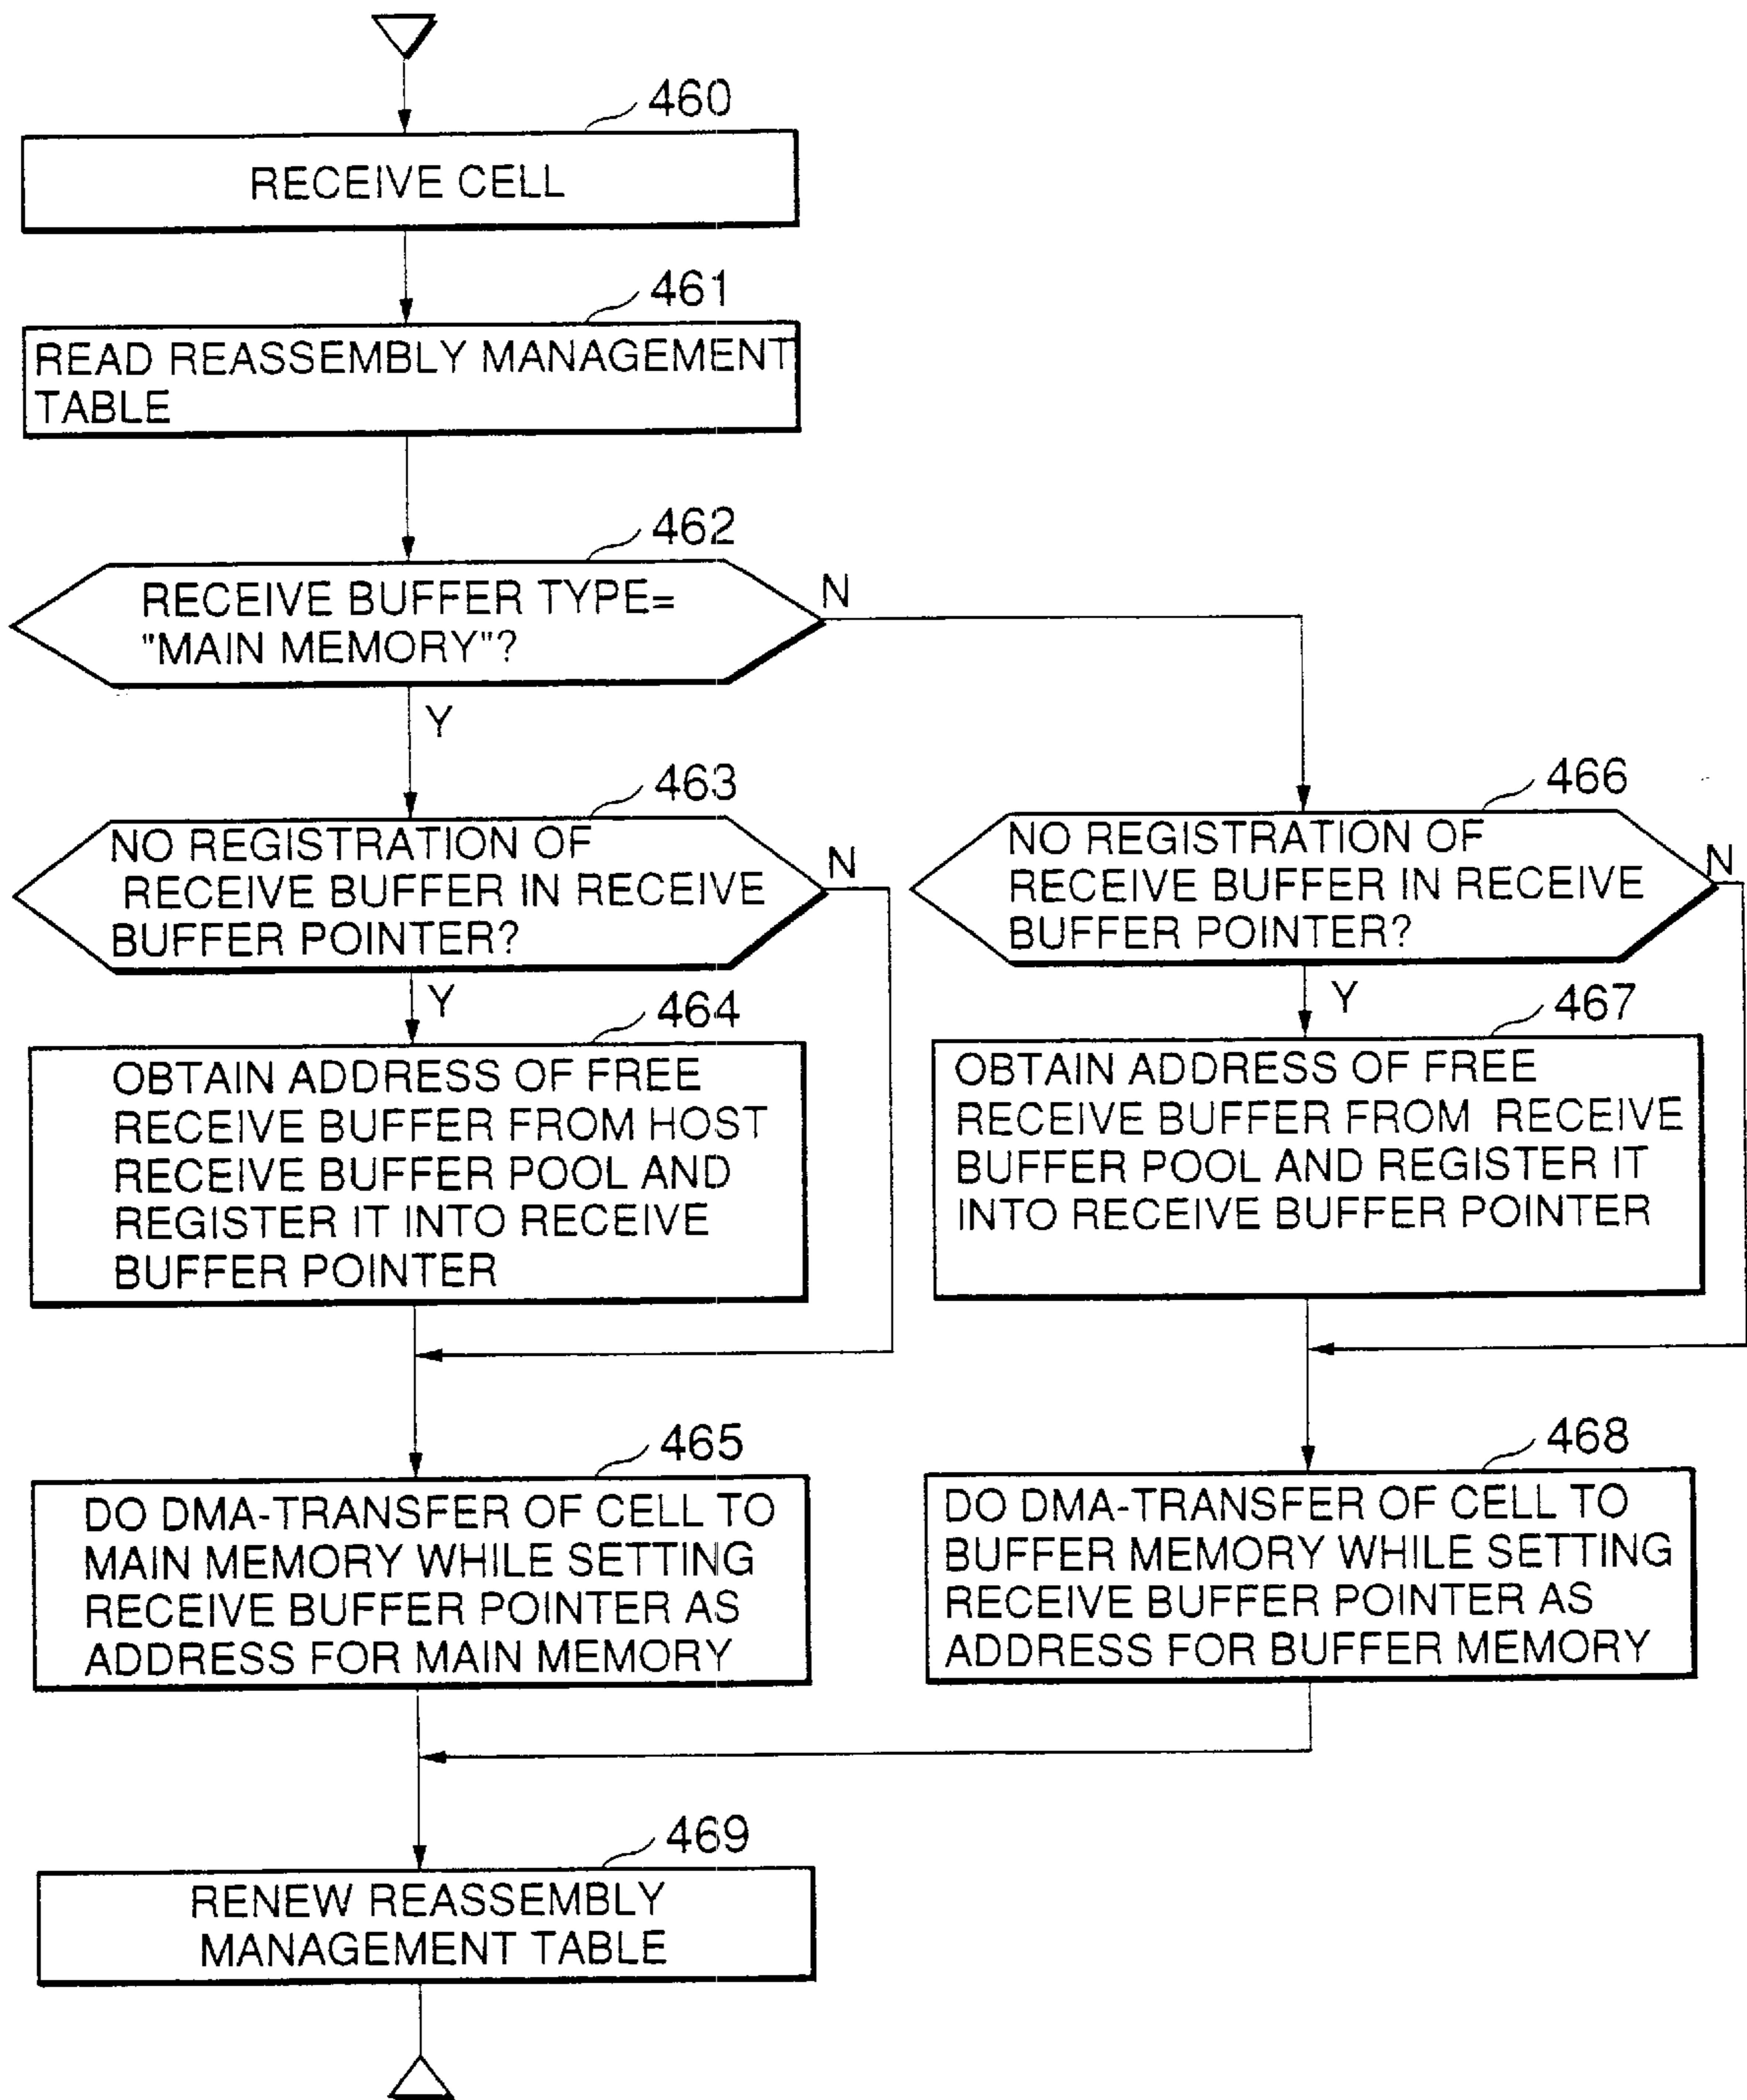 460
RECEIVE CELL
461
READ REASSEMBLY MANAGEMENT
TABLE
462
RECEIVE BUFFER TYPE=
"MAIN MEMORY"?
N
Y
463
NO REGISTRATION OF
RECEIVE BUFFER IN RECEIVE
BUFFER POINTER?
N
Y
464
OBTAIN ADDRESS OF FREE
RECEIVE BUFFER FROM HOST
RECEIVE BUFFER POOL AND
REGISTER IT INTO RECEIVE
BUFFER POINTER
465
DO DMA-TRANSFER OF CELL TO
MAIN MEMORY WHILE SETTING
RECEIVE BUFFER POINTER AS
ADDRESS FOR MAIN MEMORY
466
NO REGISTRATION OF
RECEIVE BUFFER IN RECEIVE
BUFFER POINTER?
N
Y
467
OBTAIN ADDRESS OF FREE
RECEIVE BUFFER FROM RECEIVE
BUFFER POOL AND REGISTER IT
INTO RECEIVE BUFFER POINTER
468
DO DMA-TRANSFER OF CELL TO
BUFFER MEMORY WHILE SETTING
RECEIVE BUFFER POINTER AS
ADDRESS FOR BUFFER MEMORY
469
RENEW REASSEMBLY
MANAGEMENT TABLE